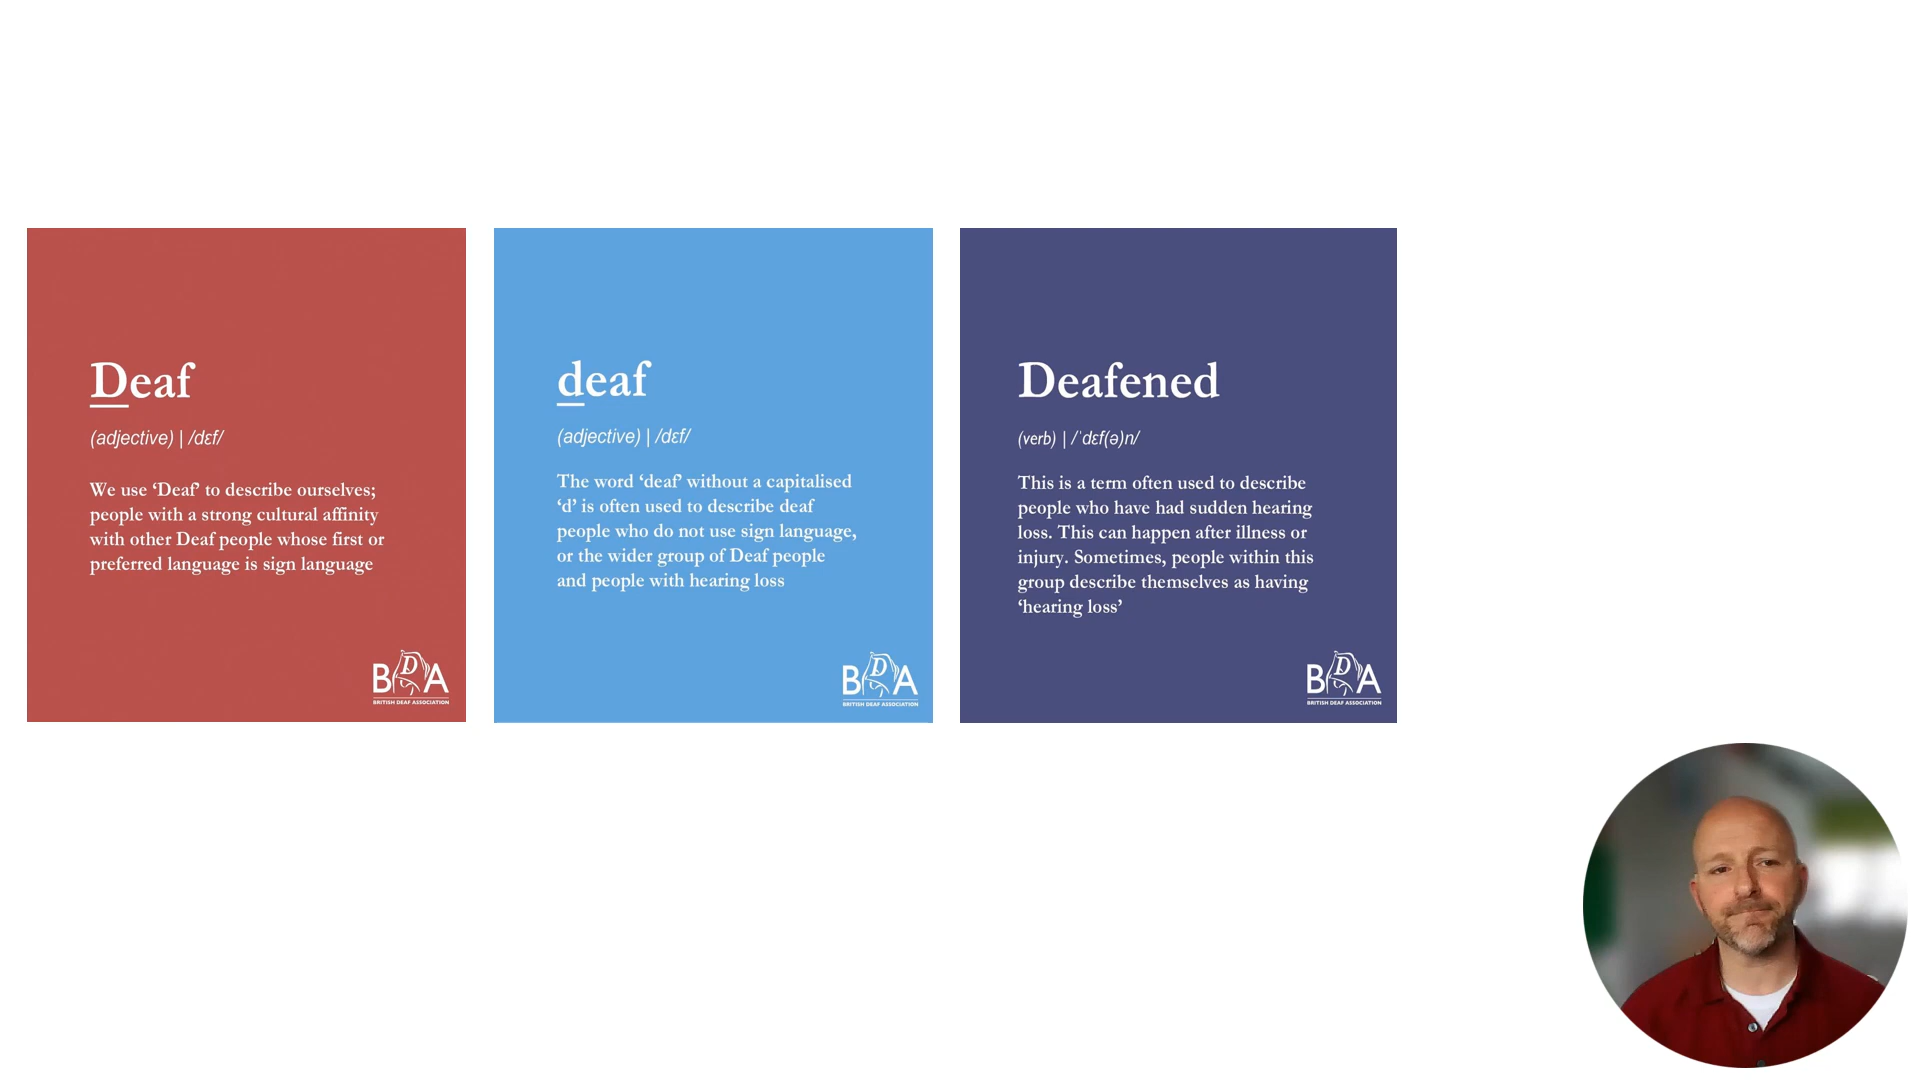 Deaf
(adjective) | /dɛf/
We use ‘Deaf’ to describe ourselves;
people with a strong cultural affinity
with other Deaf people whose first or
preferred language is sign language
BDA
BRITISH DEAF ASSOCIATION
deaf
(adjective) | /dɛf/
The word ‘deaf’ without a capitalised
‘d’ is often used to describe deaf
people who do not use sign language,
or the wider group of Deaf people
and people with hearing loss
BDA
BRITISH DEAF ASSOCIATION
Deafened
(verb) | /ˈdɛf(ə)n/
This is a term often used to describe
people who have had sudden hearing
loss. This can happen after illness or
injury. Sometimes, people within this
group describe themselves as having
‘hearing loss’
BDA
BRITISH DEAF ASSOCIATION